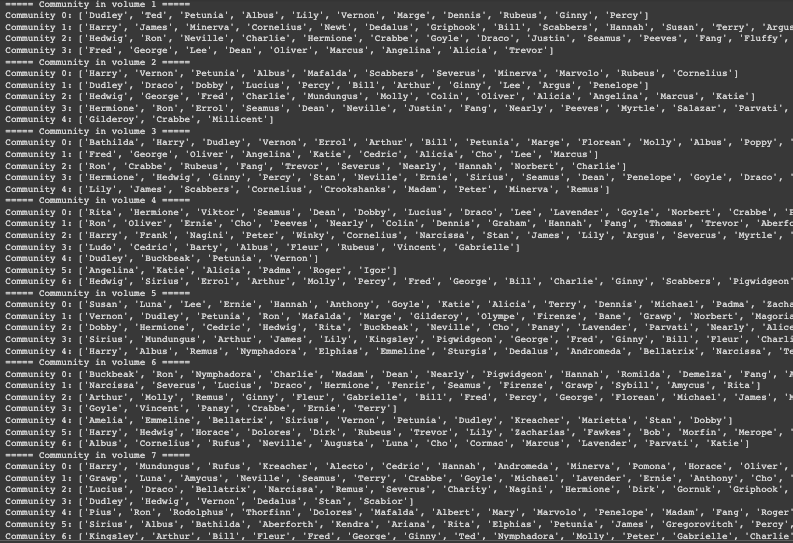 ===== Community in volume 1 =====
Community 0: ['Dudley', 'Ted', 'Petunia', 'Albus', 'Lily', 'Vernon', 'Marge', 'Dennis', 'Rubeus', 'Ginny', 'Percy']
Community 1: ['Harry', 'James', 'Minerva', 'Cornelius', 'Newt', 'Dedalus', 'Griphook', 'Bill', 'Scabbers', 'Hannah', 'Susan', 'Terry', 'Argus
Community 2: ['Hedwig', 'Ron', 'Neville', 'Charlie', 'Hermione', 'Crabbe', 'Goyle', 'Draco', 'Justin', 'Seamus', 'Peeves', 'Fang', 'Fluffy',
Community 3: ['Fred', 'George', 'Lee', 'Dean', 'Oliver', 'Marcus', 'Angelina', 'Alicia', 'Trevor']
===== Community in volume 2 =====
Community 0: ['Harry', 'Vernon', 'Petunia', 'Albus', 'Mafalda', 'Scabbers', 'Severus', 'Minerva', 'Marvolo', 'Rubeus', 'Cornelius']
Community 1: ['Dudley', 'Draco', 'Dobby', 'Lucius', 'Percy', 'Bill', 'Arthur', 'Ginny', 'Lee', 'Argus', 'Penelope']
Community 2: ['Hedwig', 'George', 'Fred', 'Charlie', 'Mundungus', 'Molly', 'Colin', 'Oliver', 'Alicia', 'Angelina', 'Marcus', 'Katie']
Community 3: ['Hermione', 'Ron', 'Errol', 'Seamus', 'Dean', 'Neville', 'Justin', 'Fang', 'Nearly', 'Peeves', 'Myrtle', 'Salazar', 'Parvati',
Community 4: ['Gilderoy', 'Crabbe', 'Millicent']
===== Community in volume 3 =====
Community 0: ['Bathilda', 'Harry', 'Dudley', 'Vernon', 'Errol', 'Arthur', 'Bill', 'Petunia', 'Marge', 'Florean', 'Molly', 'Albus', 'Poppy', '
Community 1: ['Fred', 'George', 'Oliver', 'Angelina', 'Katie', 'Cedric', 'Alicia', 'Cho', 'Lee', 'Marcus']
Community 2: ['Ron', 'Crabbe', 'Rubeus', 'Fang', 'Trevor', 'Severus', 'Nearly', 'Hannah', 'Norbert', 'Charlie']
Community 3: ['Hermione', 'Hedwig', 'Ginny', 'Percy', 'Stan', 'Neville', 'Ernie', 'Sirius', 'Seamus', 'Dean', 'Penelope', 'Goyle', 'Draco', '
Community 4: ['Lily', 'James', 'Scabbers', 'Cornelius', 'Crookshanks', 'Madam', 'Peter', 'Minerva', 'Remus']
===== Community in volume 4 =====
Community 0: ['Rita', 'Hermione', 'Viktor', 'Seamus', 'Dean', 'Dobby', 'Lucius', 'Draco', 'Lee', 'Lavender', 'Goyle', 'Norbert', 'Crabbe', 'P
Community 1: ['Ron', 'Oliver', 'Ernie', 'Cho', 'Peeves', 'Nearly', 'Colin', 'Dennis', 'Graham', 'Hannah', 'Fang', 'Thomas', 'Trevor', 'Aberfo
Community 2: ['Harry', 'Frank', 'Nagini', 'Peter', 'Winky', 'Cornelius', 'Narcissa', 'Stan', 'James', 'Lily', 'Argus', 'Severus', 'Myrtle', '
Community 3: ['Ludo', 'Cedric', 'Barty', 'Albus', 'Fleur', 'Rubeus', 'Vincent', 'Gabrielle']
Community 4: ['Dudley', 'Buckbeak', 'Petunia', 'Vernon']
Community 5: ['Angelina', 'Katie', 'Alicia', 'Padma', 'Roger', 'Igor']
Community 6: ['Hedwig', 'Sirius', 'Errol', 'Arthur', 'Molly', 'Percy', 'Fred', 'George', 'Bill', 'Charlie', 'Ginny', 'Scabbers', 'Pigwidgeon'
===== Community in volume 5 =====
Community 0: ['Susan', 'Luna', 'Lee', 'Ernie', 'Hannah', 'Anthony', 'Goyle', 'Katie', 'Alicia', 'Terry', 'Dennis', 'Michael', 'Padma', 'Zacha
Community 1: ['Vernon', 'Dudley', 'Petunia', 'Ron', 'Mafalda', 'Marge', 'Gilderoy', 'Olympe', 'Firenze', 'Bane', 'Grawp', 'Norbert', 'Magoria
Community 2: ['Dobby', 'Hermione', 'Cedric', 'Hedwig', 'Rita', 'Buckbeak', 'Neville', 'Cho', 'Pansy', 'Lavender', 'Parvati', 'Nearly', 'Alice
Community 3: ['Sirius', 'Mundungus', 'Arthur', 'James', 'Lily', 'Kingsley', 'Pigwidgeon', 'George', 'Fred', 'Ginny', 'Bill', 'Fleur', 'Charli
Community 4: ['Harry', 'Albus', 'Remus', 'Nymphadora', 'Elphias', 'Emmeline', 'Sturgis', 'Dedalus', 'Andromeda', 'Bellatrix', 'Narcissa', 'Te
===== Community in volume 6 =====
Community 0: ['Buckbeak', 'Ron', 'Nymphadora', 'Charlie', 'Madam', 'Dean', 'Nearly', 'Pigwidgeon', 'Hannah', 'Romilda', 'Demelza', 'Fang', 'A
Community 1: ['Narcissa', 'Severus', 'Lucius', 'Draco', 'Hermione', 'Fenrir', 'Seamus', 'Firenze', 'Grawp', 'Sybill', 'Amycus', 'Rita']
Community 2: ['Arthur', 'Molly', 'Remus', 'Ginny', 'Fleur', 'Gabrielle', 'Bill', 'Fred', 'Percy', 'George', 'Florean', 'Michael', 'James', 'M
Community 3: ['Goyle', 'Vincent', 'Pansy', 'Crabbe', 'Ernie', 'Terry']
Community 4: ['Amelia', 'Emmeline', 'Bellatrix', 'Sirius', 'Vernon', 'Petunia', 'Dudley', 'Kreacher', 'Marietta', 'Stan', 'Dobby']
Community 5: ['Harry', 'Hedwig', 'Horace', 'Dolores', 'Dirk', 'Rubeus', 'Trevor', 'Lily', 'Zacharias', 'Fawkes', 'Bob', 'Morfin', 'Merope', '
Community 6: ['Albus', 'Cornelius', 'Rufus', 'Neville', 'Augusta', 'Luna', 'Cho', 'Cormac', 'Marcus', 'Lavender', 'Parvati', 'Katie']
===== Community in volume 7 =====
Community 0: ['Harry', 'Mundungus', 'Rufus', 'Kreacher', 'Alecto', 'Cedric', 'Hannah', 'Andromeda', 'Minerva', 'Pomona', 'Horace', 'Oliver',
Community 1: ['Grawp', 'Luna', 'Amycus', 'Neville', 'Seamus', 'Terry', 'Crabbe', 'Goyle', 'Michael', 'Lavender', 'Ernie', 'Anthony', 'Cho', '
Community 2: ['Lucius', 'Draco', 'Bellatrix', 'Narcissa', 'Remus', 'Severus', 'Charity', 'Nagini', 'Hermione', 'Dirk', 'Gornuk', 'Griphook',
Community 3: ['Dudley', 'Hedwig', 'Vernon', 'Dedalus', 'Stan', 'Scabior']
Community 4: ['Pius', 'Ron', 'Rodolphus', 'Thorfinn', 'Dolores', 'Mafalda', 'Albert', 'Mary', 'Marvolo', 'Penelope', 'Madam', 'Fang', 'Roger'
Community 5: ['Sirius', 'Albus', 'Bathilda', 'Aberforth', 'Kendra', 'Ariana', 'Rita', 'Elphias', 'Petunia', 'James', 'Gregorovitch', 'Percy',
Community 6: ['Kingsley', 'Arthur', 'Bill', 'Fleur', 'Fred', 'George', 'Ginny', 'Ted', 'Nymphadora', 'Molly', 'Peter', 'Gabrielle', 'Charlie'